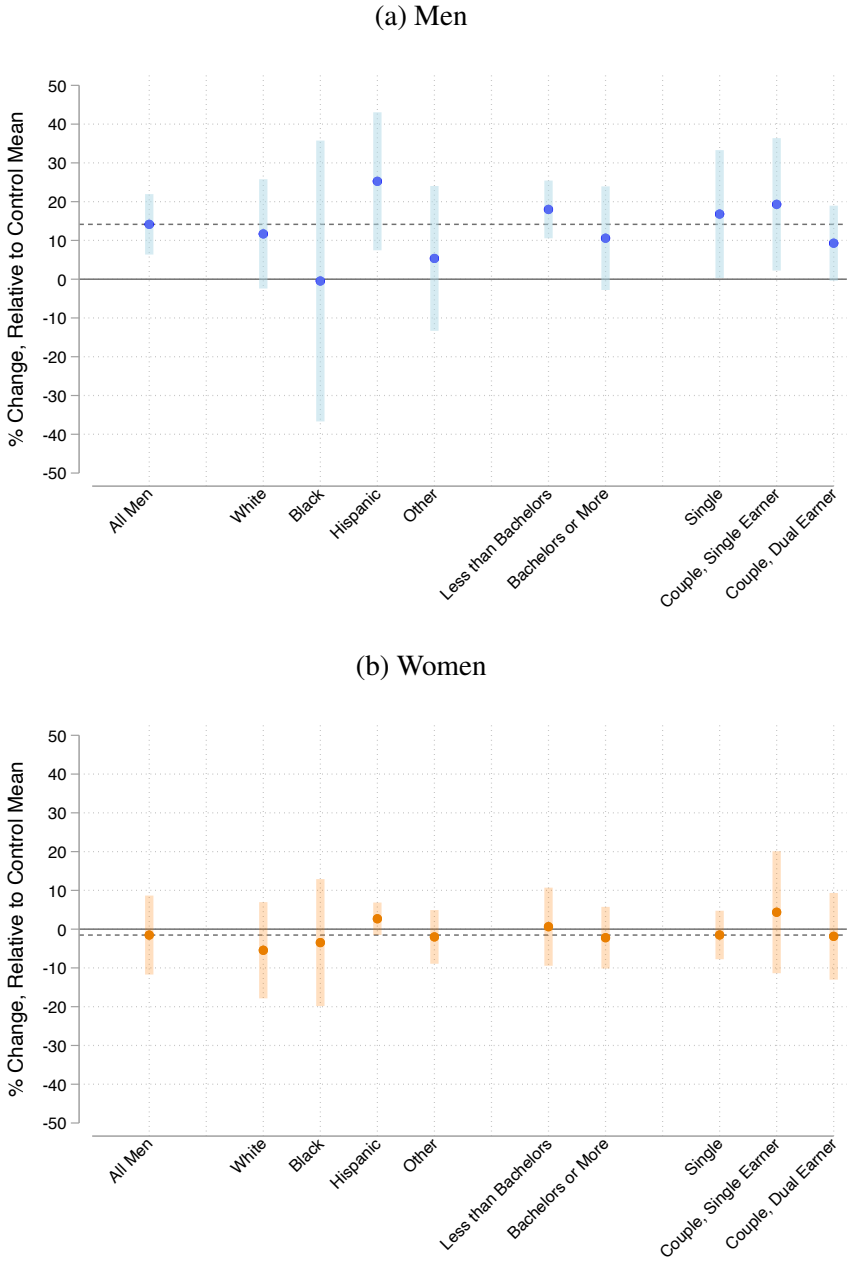 (a) Men
% Change, Relative to Control Mean
50
40
30
20
10
0
-10
-20
-30
-40
-50
All Men
White
Black
Hispanic
Other
Less than Bachelors
Bachelors or More
Single
Couple, Single Earner
Couple, Dual Earner
(b) Women
% Change, Relative to Control Mean
50
40
30
20
10
0
-10
-20
-30
-40
-50
All Men
White
Black
Hispanic
Other
Less than Bachelors
Bachelors or More
Single
Couple, Single Earner
Couple, Dual Earner